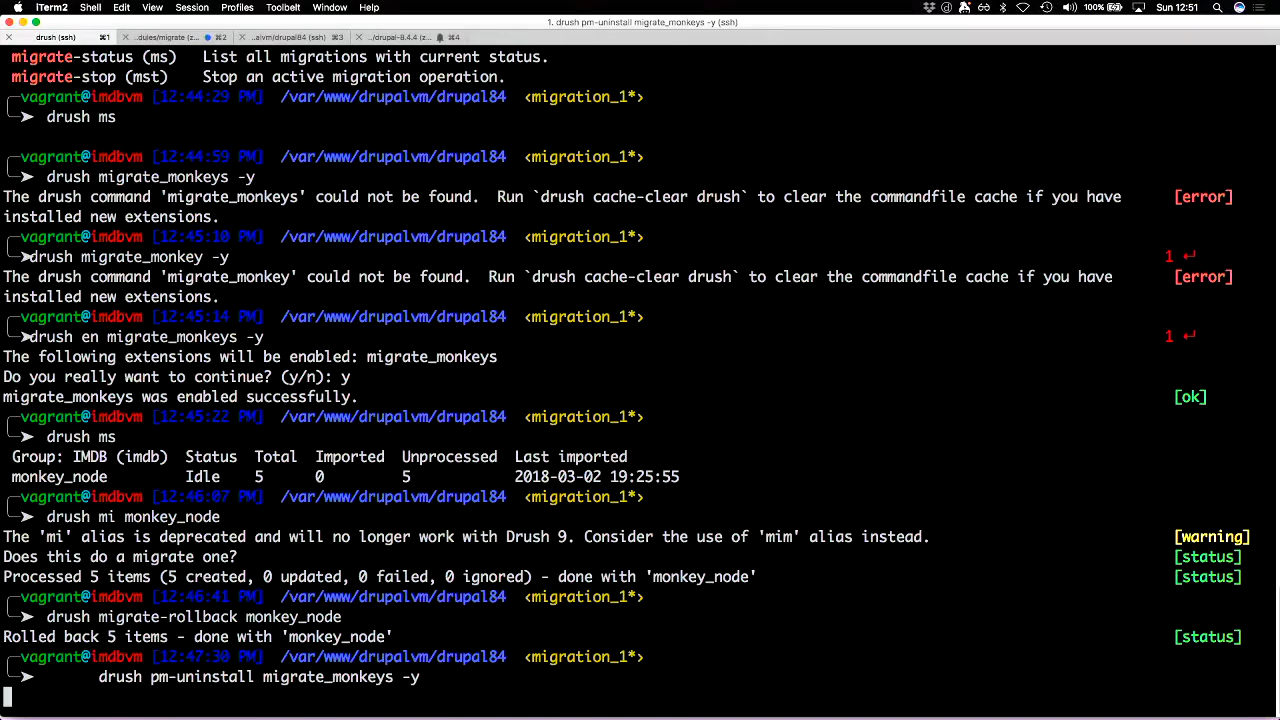 iTerm2 Shell Edit View Session Profiles Toolbelt Window Help 100% Sun 12:51
1. drush pm-uninstall migrate_monkeys -y (ssh)
drush (ssh) ⌘1 ..dules/migrate (z... ⌘2 ..alvm/drupal84 (ssh) ⌘3 ../drupal-8.4.4 (z... ⌘4
migrate-status (ms) List all migrations with current status.
migrate-stop (mst) Stop an active migration operation.
vagrant@imdbvm [12:44:29 PM] /var/www/drupalvm/drupal84 <migration_1*>
drush ms
vagrant@imdbvm [12:44:59 PM] /var/www/drupalvm/drupal84 <migration_1*>
drush migrate_monkeys -y
The drush command 'migrate_monkeys' could not be found. Run `drush cache-clear drush` to clear the commandfile cache if you have [error]
installed new extensions.
vagrant@imdbvm [12:45:10 PM] /var/www/drupalvm/drupal84 <migration_1*>
drush migrate_monkey -y 1 ↵
The drush command 'migrate_monkey' could not be found. Run `drush cache-clear drush` to clear the commandfile cache if you have [error]
installed new extensions.
vagrant@imdbvm [12:45:14 PM] /var/www/drupalvm/drupal84 <migration_1*>
drush en migrate_monkeys -y 1 ↵
The following extensions will be enabled: migrate_monkeys
Do you really want to continue? (y/n): y
migrate_monkeys was enabled successfully. [ok]
vagrant@imdbvm [12:45:22 PM] /var/www/drupalvm/drupal84 <migration_1*>
drush ms
Group: IMDB (imdb) Status Total Imported Unprocessed Last imported
monkey_node Idle 5 0 5 2018-03-02 19:25:55
vagrant@imdbvm [12:46:07 PM] /var/www/drupalvm/drupal84 <migration_1*>
drush mi monkey_node
The 'mi' alias is deprecated and will no longer work with Drush 9. Consider the use of 'mim' alias instead. [warning]
Does this do a migrate one? [status]
Processed 5 items (5 created, 0 updated, 0 failed, 0 ignored) - done with 'monkey_node' [status]
vagrant@imdbvm [12:46:41 PM] /var/www/drupalvm/drupal84 <migration_1*>
drush migrate-rollback monkey_node
Rolled back 5 items - done with 'monkey_node' [status]
vagrant@imdbvm [12:47:30 PM] /var/www/drupalvm/drupal84 <migration_1*>
drush pm-uninstall migrate_monkeys -y